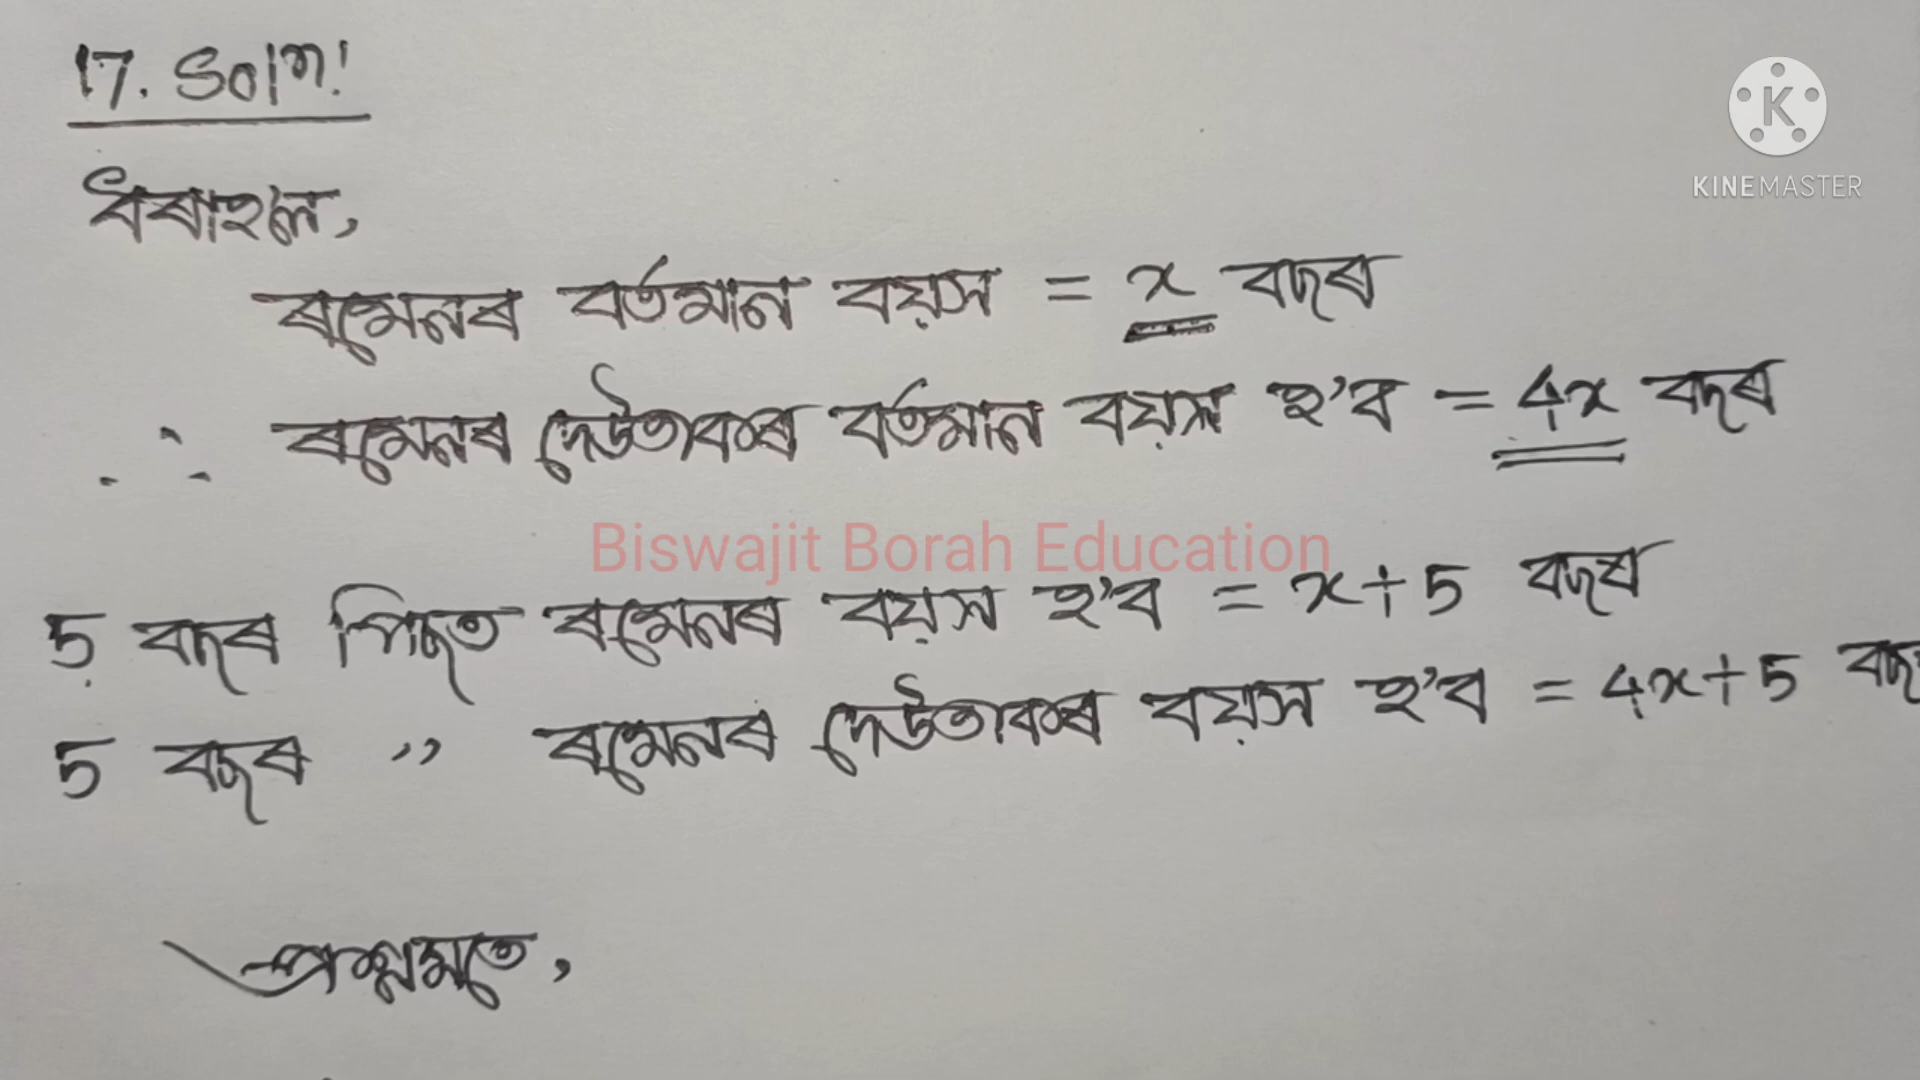 17. Solⁿ!
K
KINEMASTER
ধৰাহ'লে,
ৰমেনৰ বৰ্তমান বয়স = x বছৰ
∴ ৰমেনৰ দেউতাকৰ বৰ্তমান বয়স হ'ব = 4x বছৰ
Biswajit Borah Education
5 বছৰ পিছত ৰমেনৰ বয়স হ'ব = x+5 বছৰ
5 বছৰ " ৰমেনৰ দেউতাকৰ বয়স হ'ব = 4x+5 বছ
প্ৰশ্নমতে,